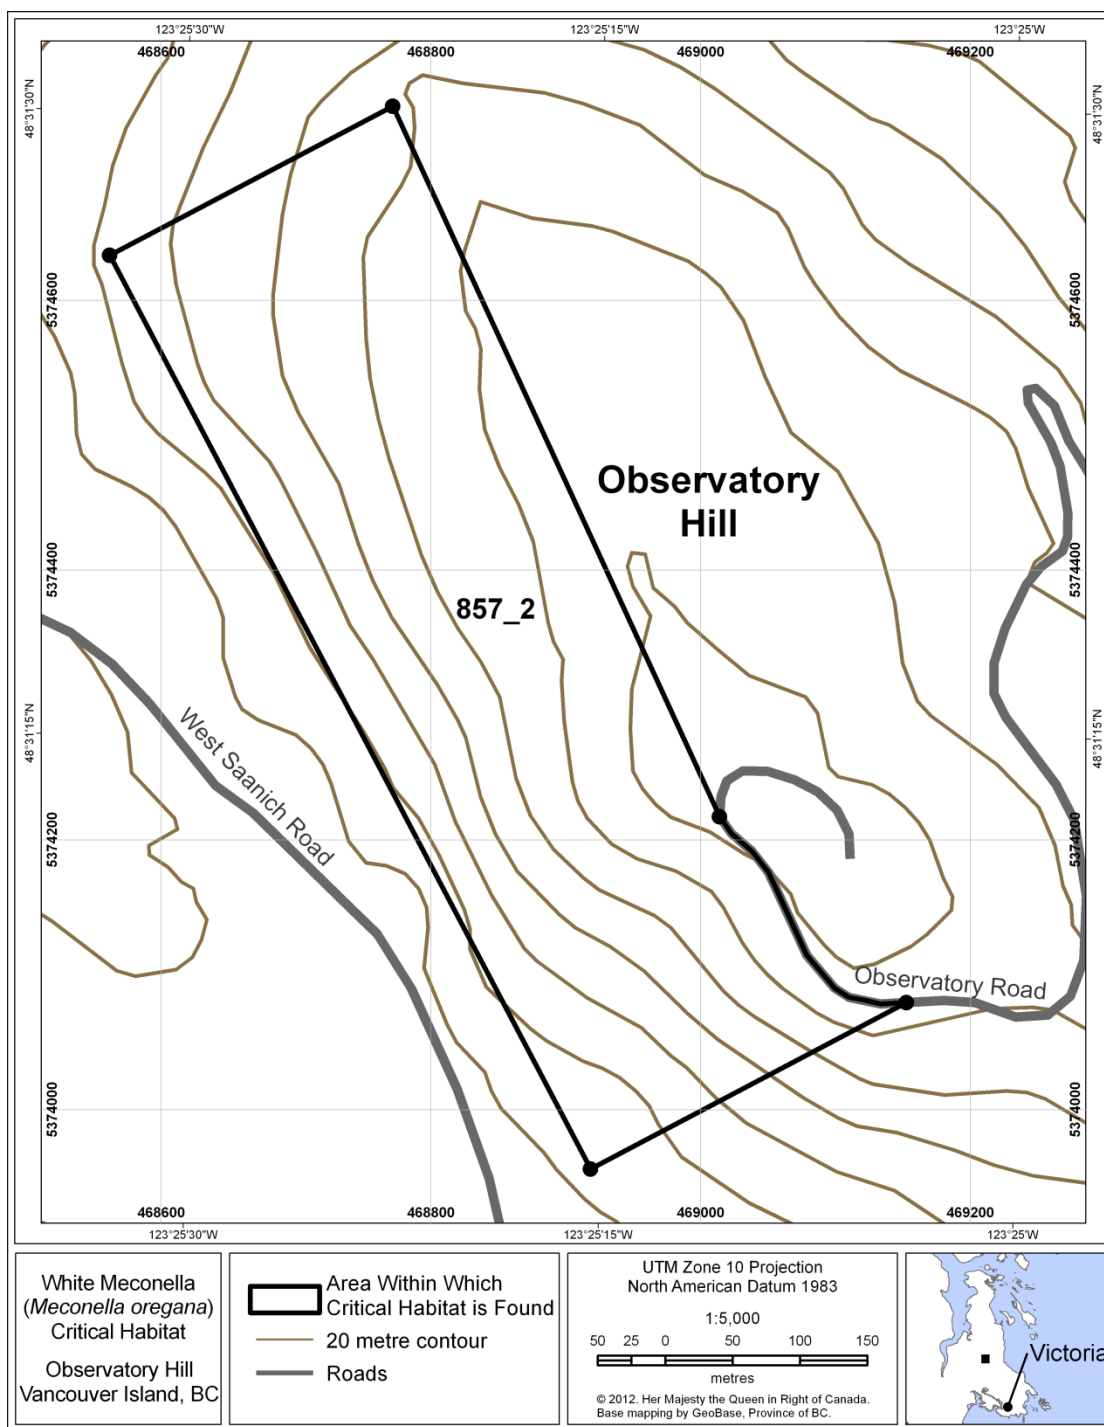 123°25'30"W
123°25'15"W
123°25"W
468600
468800
469000
469200
48°31'30"N
48°31'30"N
5374600
5374600
Observatory
Hill
5374400
5374400
857_2
48°31'15"N
48°31'15"N
West Saanich Road
5374200
5374200
Observatory Road
5374000
5374000
468600
468800
469000
469200
123°25'30"W
123°25'15"W
123°25"W
White Meconella
(Meconella oregana)
Critical Habitat
Observatory Hill
Vancouver Island, BC
Area Within Which
Critical Habitat is Found
20 metre contour
Roads
UTM Zone 10 Projection
North American Datum 1983
1:5,000
50 25 0 50 100 150
metres
© 2012. Her Majesty the Queen in Right of Canada.
Base mapping by GeoBase, Province of BC.
Victoria